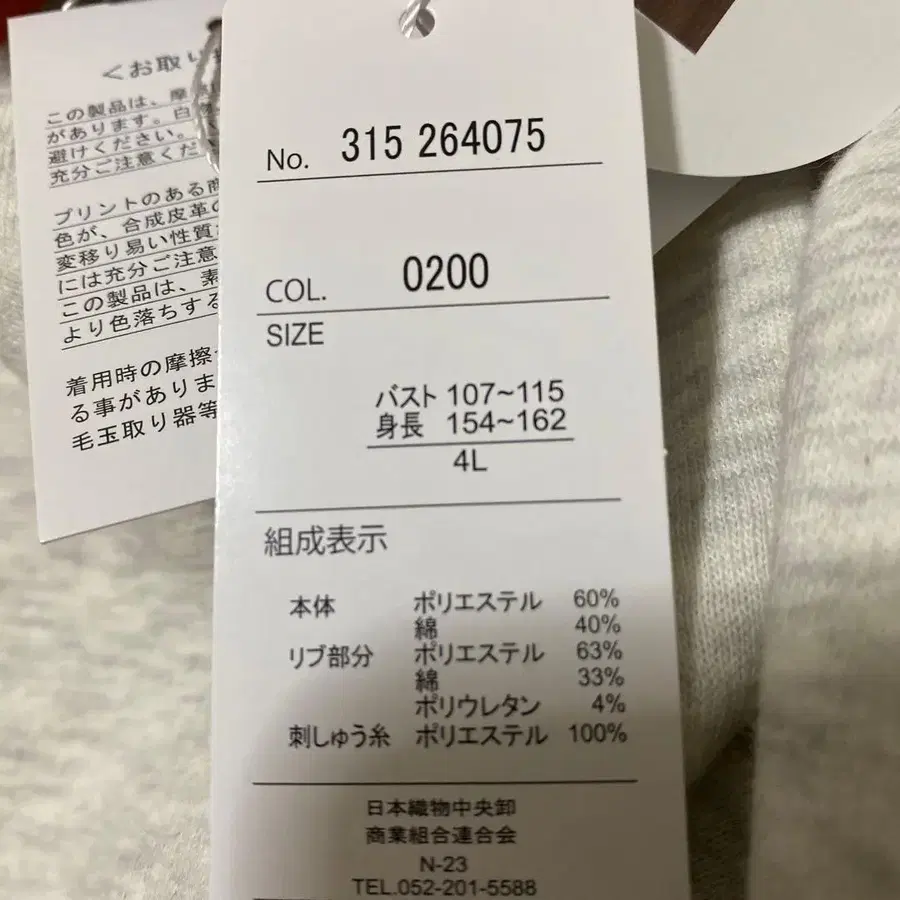 ＜お取り
この製品は、摩
があります。白
避けください。
充分ご注意くだ
プリントのある商
色が、合成皮革の
変移り易い性質
には充分ご注意
この製品は、素
より色落ちする
着用時の摩擦
る事がありま
毛玉取り器等
No. 315 264075
COL. 0200
SIZE
バスト 107~115
身長 154~162
4L
組成表示
本体 ポリエステル 60%
綿 40%
リブ部分 ポリエステル 63%
綿 33%
ポリウレタン 4%
刺しゅう糸 ポリエステル 100%
日本織物中央卸
商業組合連合会
N-23
TEL.052-201-5588